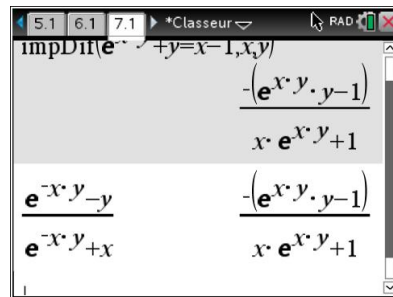 5.1 6.1 7.1 *Classeur RAD
impDif(e^x·y+y=x−1,x,y)
-(e^x·y·y−1)
x·e^x·y+1
e^-x·y−y
e^-x·y+x
-(e^x·y·y−1)
x·e^x·y+1